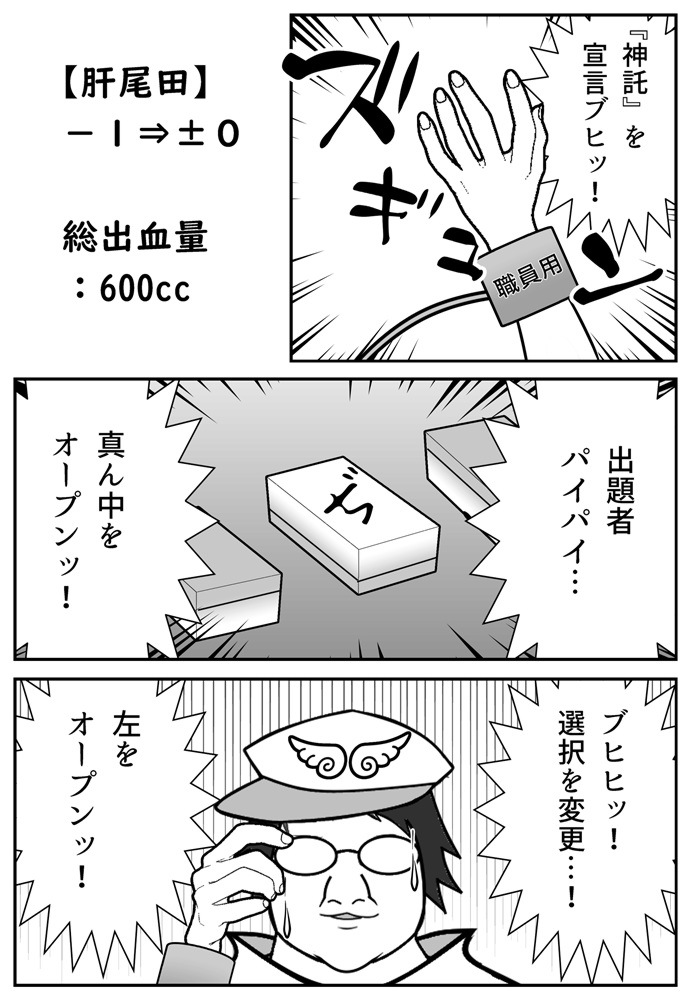 『神託』を
宣言ブヒッ！
ズギュン
職員用
【肝尾田】
－１⇒±０
総出血量
：600cc
出題者
パイパイ…
真ん中を
オープンッ！
ブヒヒッ！
選択を変更…！
左を
オープンッ！